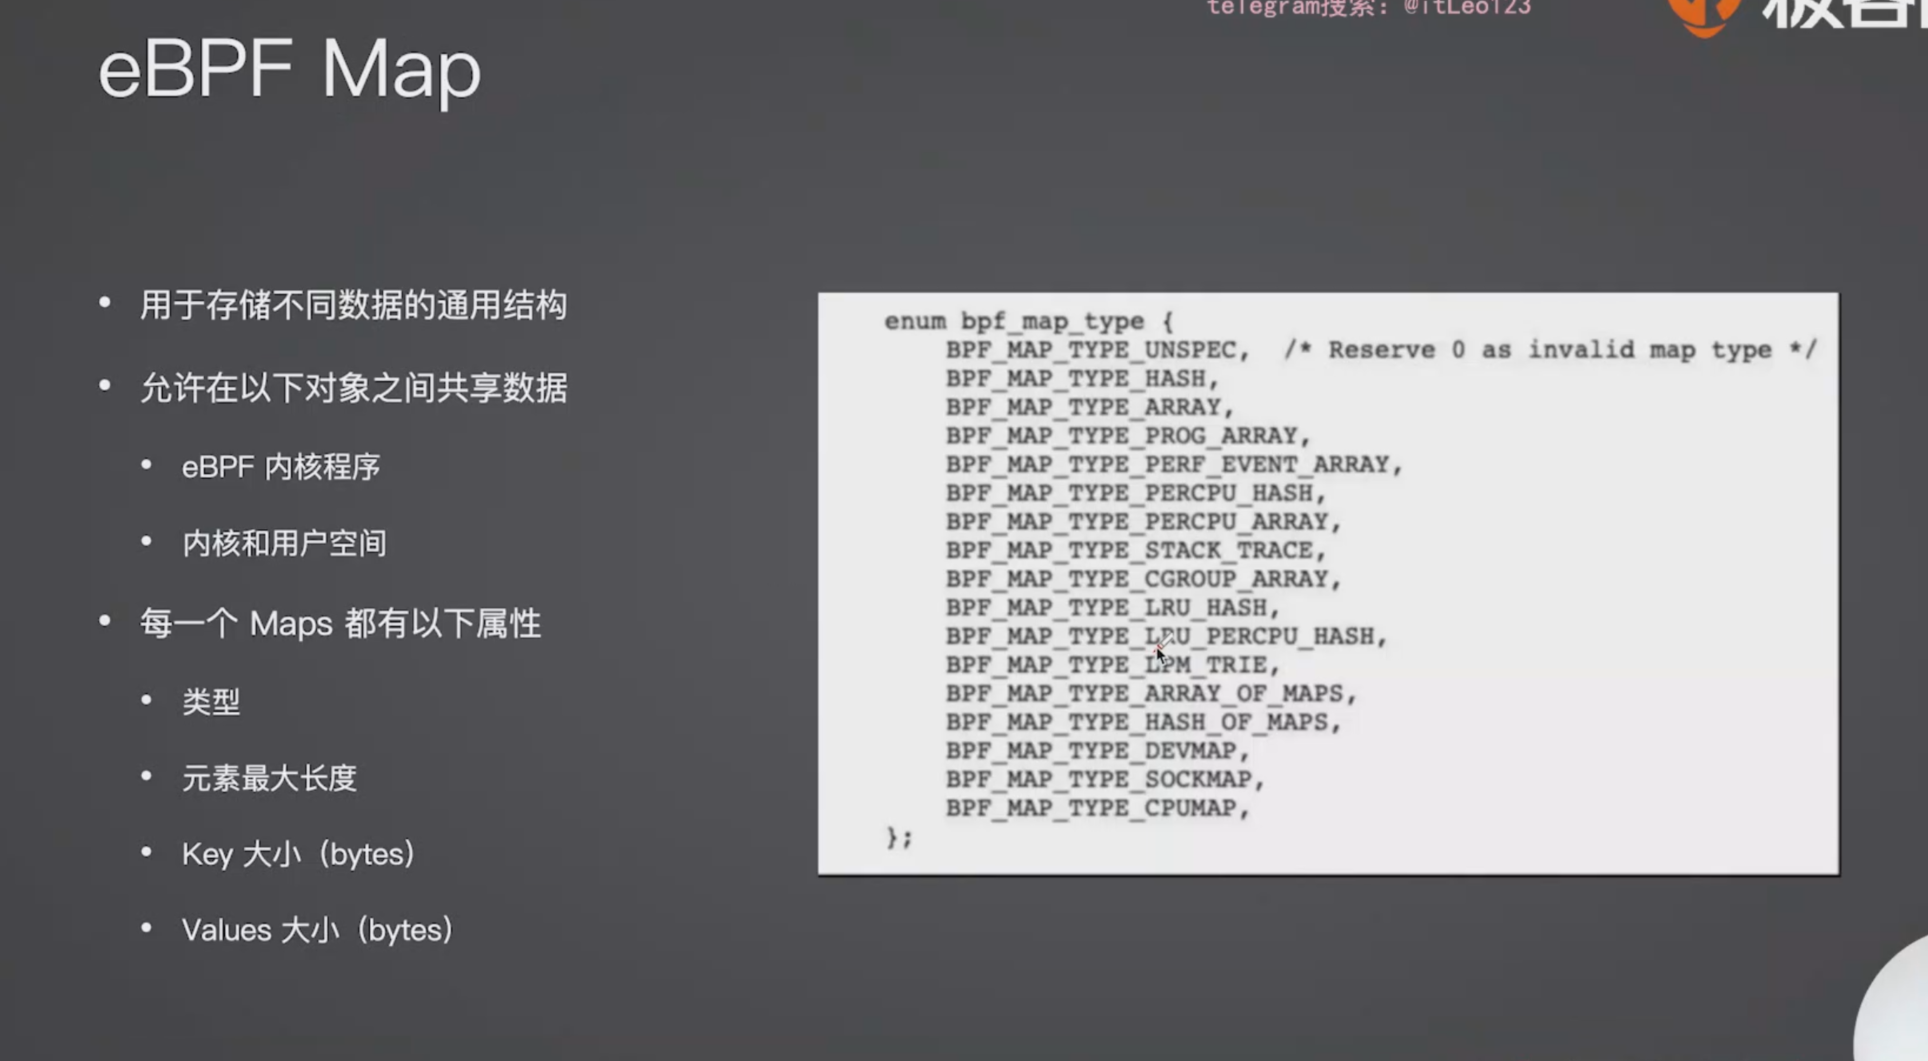 telegram搜索：@itLeo123
eBPF Map
• 用于存储不同数据的通用结构
• 允许在以下对象之间共享数据
• eBPF 内核程序
• 内核和用户空间
• 每一个 Maps 都有以下属性
• 类型
• 元素最大长度
• Key 大小（bytes）
• Values 大小（bytes）
enum bpf_map_type {
BPF_MAP_TYPE_UNSPEC, /* Reserve 0 as invalid map type */
BPF_MAP_TYPE_HASH,
BPF_MAP_TYPE_ARRAY,
BPF_MAP_TYPE_PROG_ARRAY,
BPF_MAP_TYPE_PERF_EVENT_ARRAY,
BPF_MAP_TYPE_PERCPU_HASH,
BPF_MAP_TYPE_PERCPU_ARRAY,
BPF_MAP_TYPE_STACK_TRACE,
BPF_MAP_TYPE_CGROUP_ARRAY,
BPF_MAP_TYPE_LRU_HASH,
BPF_MAP_TYPE_LRU_PERCPU_HASH,
BPF_MAP_TYPE_LPM_TRIE,
BPF_MAP_TYPE_ARRAY_OF_MAPS,
BPF_MAP_TYPE_HASH_OF_MAPS,
BPF_MAP_TYPE_DEVMAP,
BPF_MAP_TYPE_SOCKMAP,
BPF_MAP_TYPE_CPUMAP,
};